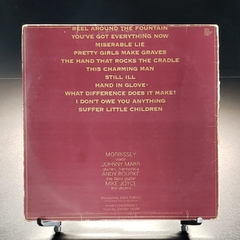 REEL AROUND THE FOUNTAIN
YOU'VE GOT EVERYTHING NOW
MISERABLE LIE
PRETTY GIRLS MAKE GRAVES
THE HAND THAT ROCKS THE CRADLE
THIS CHARMING MAN
STILL ILL
HAND IN GLOVE
WHAT DIFFERENCE DOES IT MAKE?
I DON'T OWE YOU ANYTHING
SUFFER LITTLE CHILDREN
MORRISSEY
JOHNNY MARR
ANDY ROURKE
MIKE JOYCE